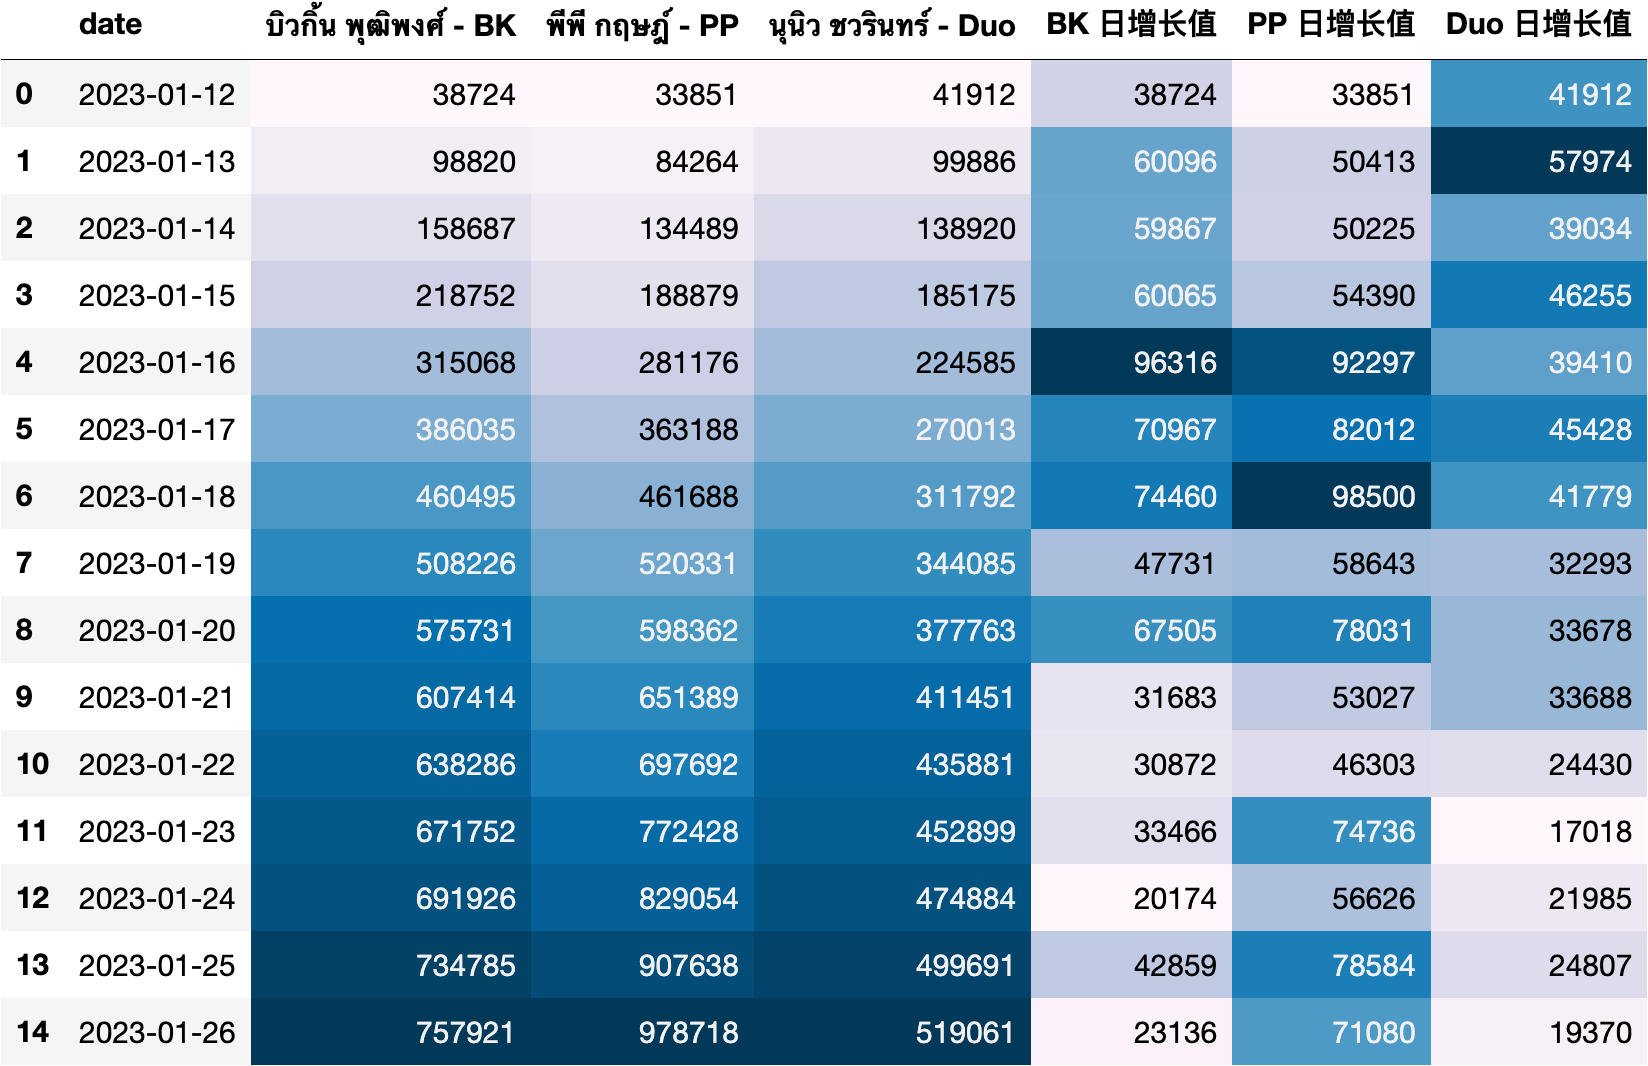 date บิวกิ้น พุฒิพงศ์ - BK พีพี กฤษฎ์ - PP นุนิว ชวรินทร์ - Duo BK 日增长值 PP 日增长值 Duo 日增长值
0 2023-01-12 38724 33851 41912 38724 33851 41912
1 2023-01-13 98820 84264 99886 60096 50413 57974
2 2023-01-14 158687 134489 138920 59867 50225 39034
3 2023-01-15 218752 188879 185175 60065 54390 46255
4 2023-01-16 315068 281176 224585 96316 92297 39410
5 2023-01-17 386035 363188 270013 70967 82012 45428
6 2023-01-18 460495 461688 311792 74460 98500 41779
7 2023-01-19 508226 520331 344085 47731 58643 32293
8 2023-01-20 575731 598362 377763 67505 78031 33678
9 2023-01-21 607414 651389 411451 31683 53027 33688
10 2023-01-22 638286 697692 435881 30872 46303 24430
11 2023-01-23 671752 772428 452899 33466 74736 17018
12 2023-01-24 691926 829054 474884 20174 56626 21985
13 2023-01-25 734785 907638 499691 42859 78584 24807
14 2023-01-26 757921 978718 519061 23136 71080 19370